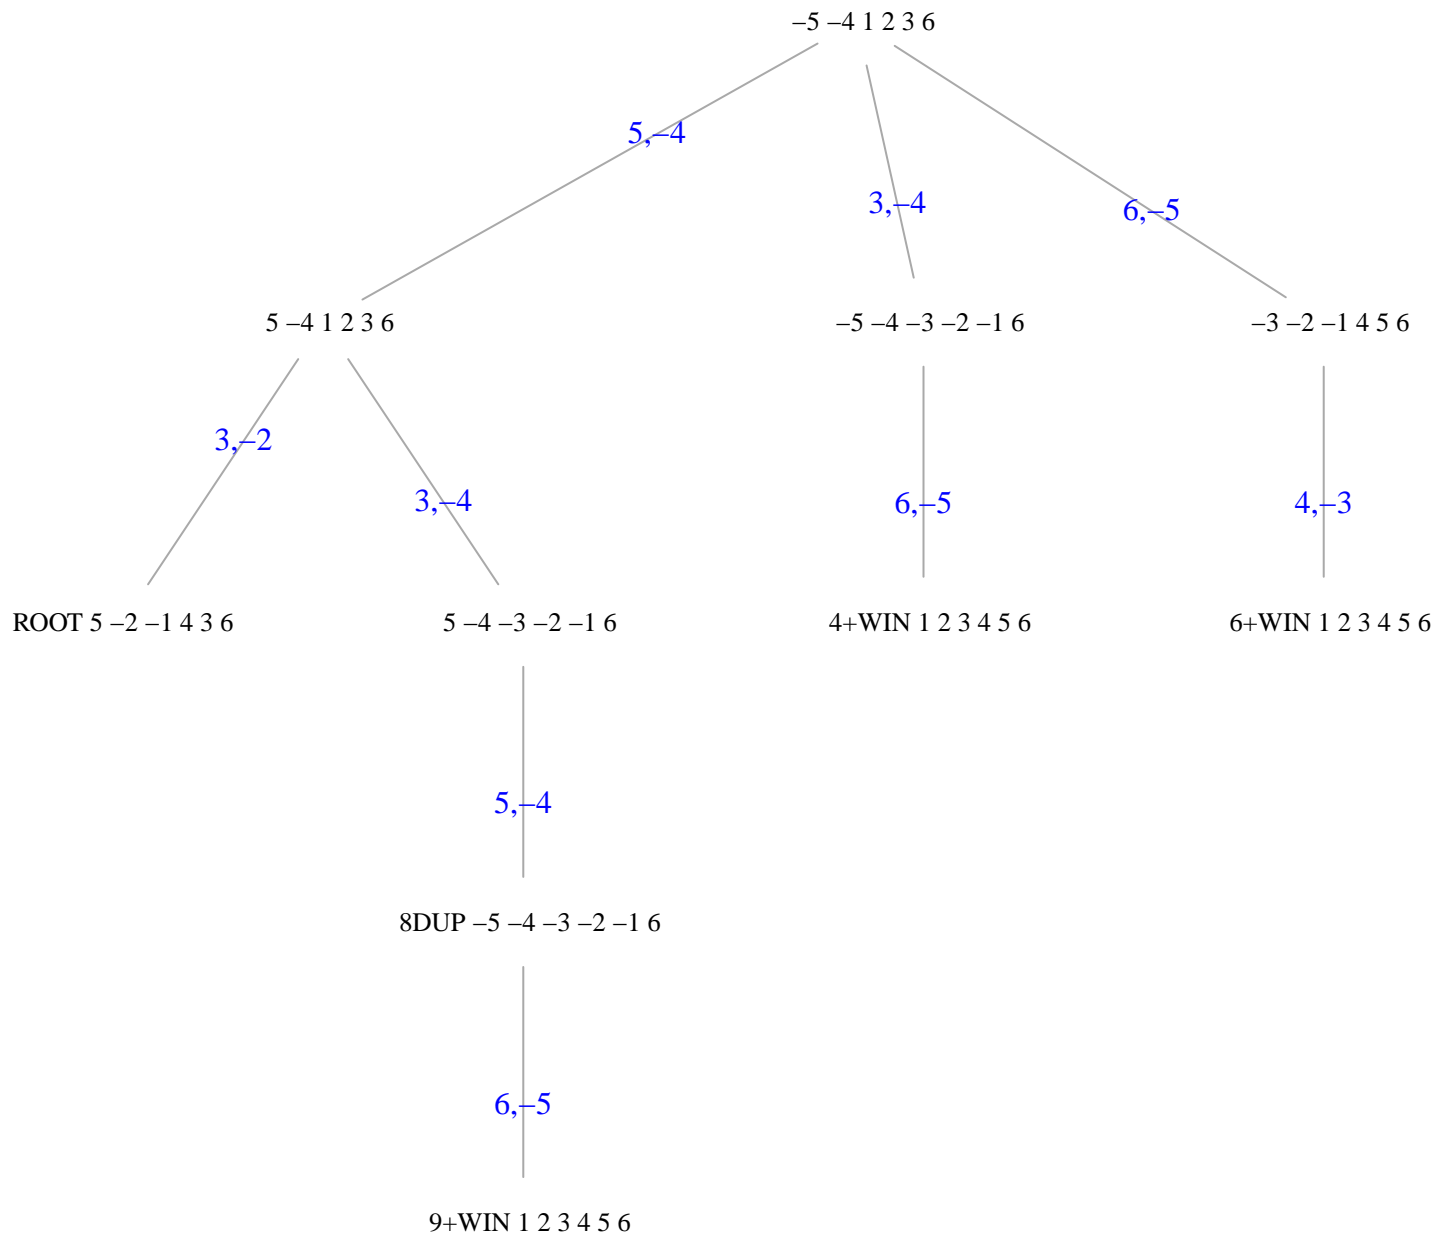 –5 –4 1 2 3 6
5,–4
3,–4
6,–5
5 –4 1 2 3 6
–5 –4 –3 –2 –1 6
–3 –2 –1 4 5 6
3,–2
3,–4
6,–5
4,–3
ROOT 5 –2 –1 4 3 6
5 –4 –3 –2 –1 6
4+WIN 1 2 3 4 5 6
6+WIN 1 2 3 4 5 6
5,–4
8DUP –5 –4 –3 –2 –1 6
6,–5
9+WIN 1 2 3 4 5 6